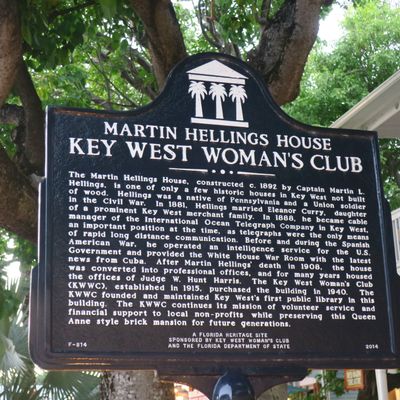 MARTIN HELLINGS HOUSE
KEY WEST WOMAN'S CLUB
The Martin Hellings House, constructed c. 1892 by Captain Martin L.
Hellings, is one of only a few historic homes in Key West not built
of wood. Hellings was a native of Pennsylvania and a Union soldier
in the Civil War. In 1881, Hellings married Eleanor Curry, daughter
of a prominent Key West merchant family. In 1888, he became cable
manager of the International Ocean Telegraph Company in Key West,
an important position at the time, as telegraphs were the only means
of rapid long distance communication. Before and during the Spanish
American War, he operated an intelligence service for the U.S.
Government and provided the White House War Room with the latest
news from Cuba. After Martin Hellings' death in 1908, the house
was converted into professional offices, and for many years housed
the offices of Judge W. Hunt Harris. The Key West Woman's Club
(KWWC), established in 1915, purchased the building in 1940. The
KWWC founded and maintained Key West's first public library in this
building. The KWWC continues its mission of volunteer service and
financial support to local non-profits while preserving this Queen
Anne style brick mansion for future generations.
A FLORIDA HERITAGE SITE
SPONSORED BY KEY WEST WOMAN'S CLUB
F-814 AND THE FLORIDA DEPARTMENT OF STATE 2014